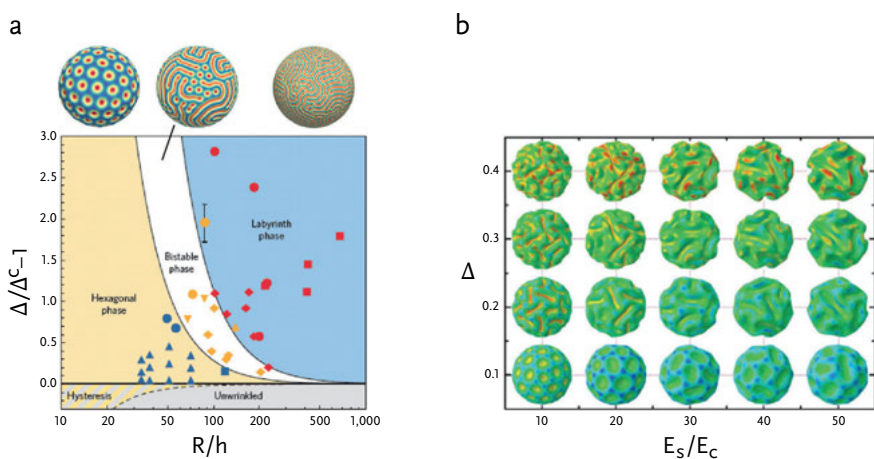 a
3.0
2.5
2.0
1.5
1.0
0.5
0.0
Δ/Δᶜ–1
Hexagonal
phase
Bistable
phase
Labyrinth
phase
Hysteresis
Unwrinkled
10
20
50
100
200
500
1,000
R/h
b
0.4
0.3
0.2
0.1
Δ
10
20
30
40
50
Eₛ/E꜀